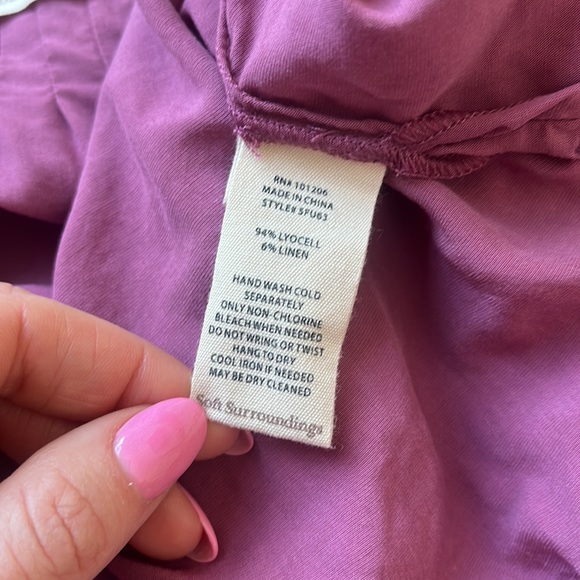 RN# 101206
MADE IN CHINA
STYLE# 5FU63
94% LYOCELL
6% LINEN
HAND WASH COLD
SEPARATELY
ONLY NON-CHLORINE
BLEACH WHEN NEEDED
DO NOT WRING OR TWIST
HANG TO DRY
COOL IRON IF NEEDED
MAY BE DRY CLEANED
Soft Surroundings